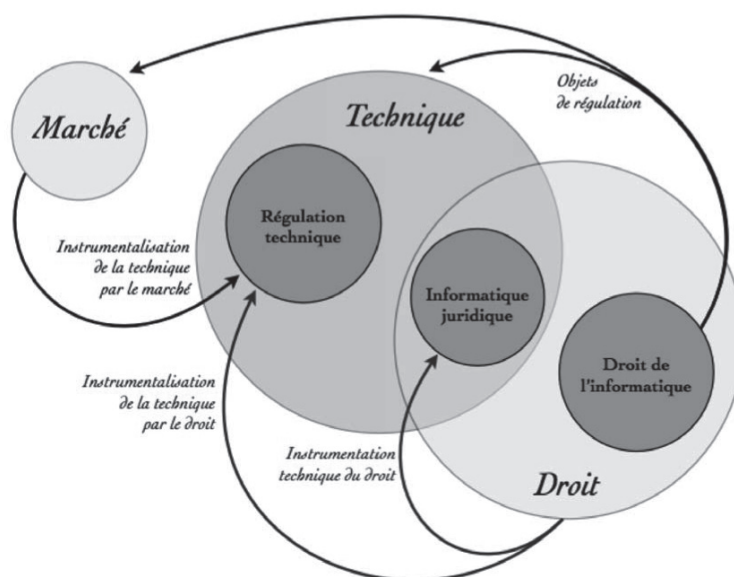 Objets
de régulation
Technique
Marché
Régulation
technique
Instrumentalisation
de la technique
par le marché
Informatique
juridique
Droit de
l'informatique
Instrumentalisation
de la technique
par le droit
Instrumentation
technique du droit
Droit